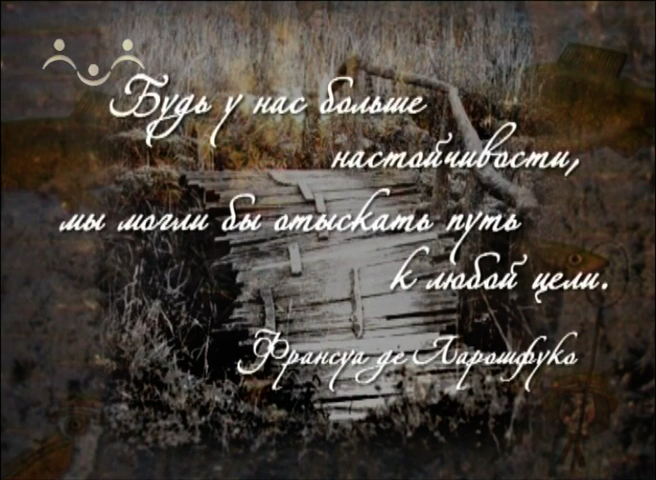 Будь у нас больше
настойчивости,
мы могли бы отыскать путь
к любой цели.
Франсуа де Ларошфуко